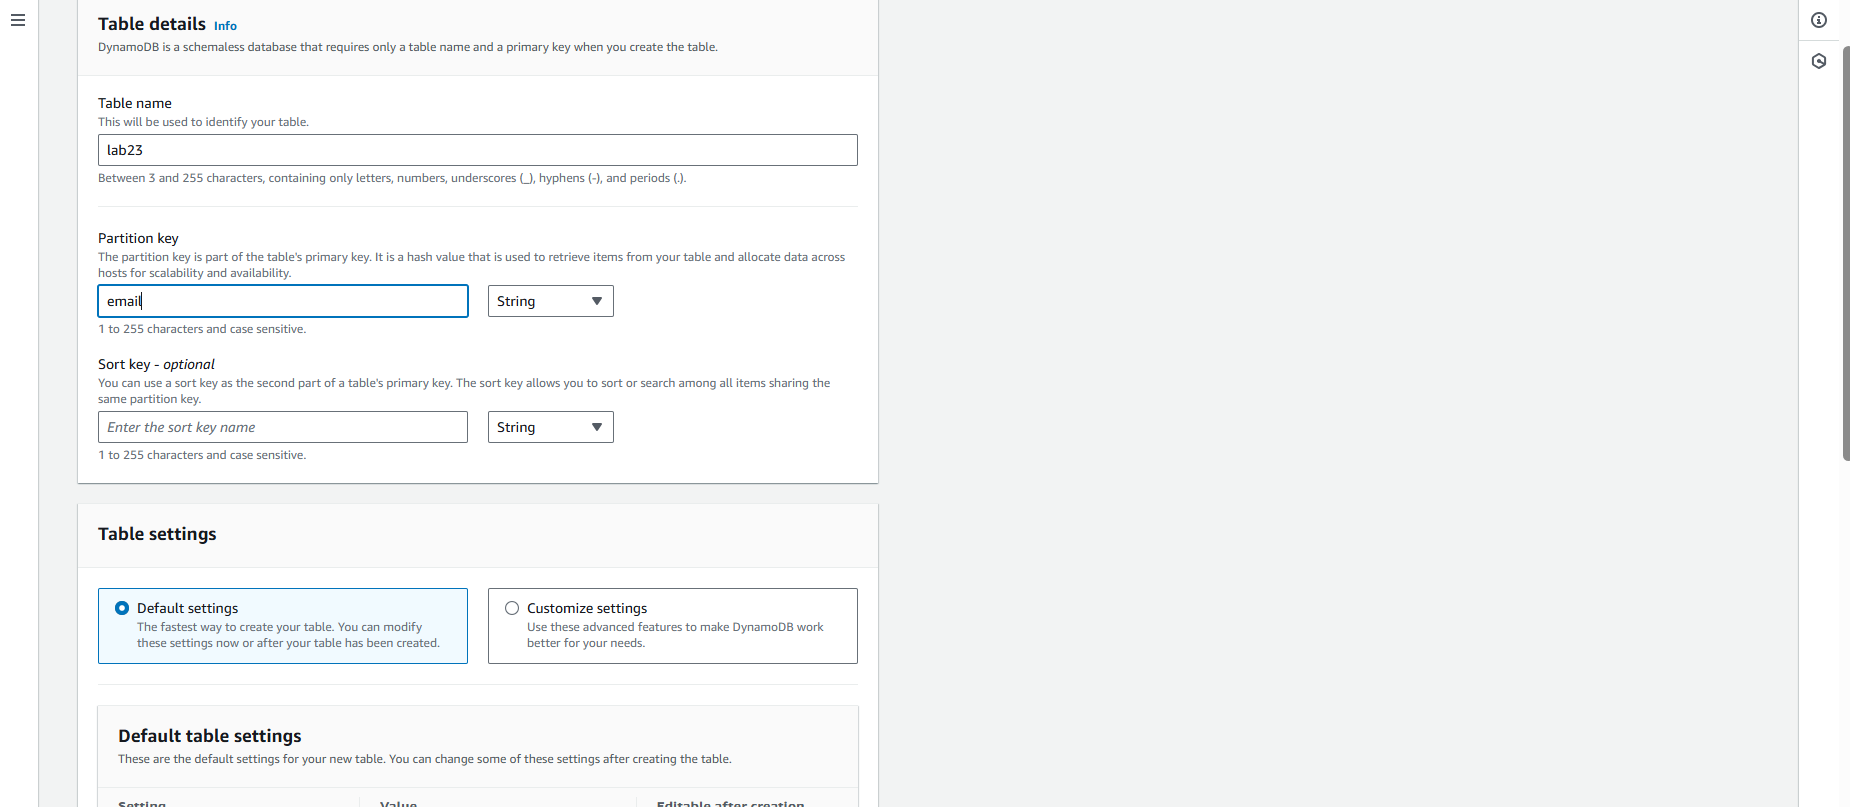 Table details Info
DynamoDB is a schemaless database that requires only a table name and a primary key when you create the table.
Table name
This will be used to identify your table.
lab23
Between 3 and 255 characters, containing only letters, numbers, underscores (_), hyphens (-), and periods (.).
Partition key
The partition key is part of the table's primary key. It is a hash value that is used to retrieve items from your table and allocate data across
hosts for scalability and availability.
email String
1 to 255 characters and case sensitive.
Sort key - optional
You can use a sort key as the second part of a table's primary key. The sort key allows you to sort or search among all items sharing the
same partition key.
Enter the sort key name String
1 to 255 characters and case sensitive.
Table settings
Default settings
The fastest way to create your table. You can modify
these settings now or after your table has been created.
Customize settings
Use these advanced features to make DynamoDB work
better for your needs.
Default table settings
These are the default settings for your new table. You can change some of these settings after creating the table.
Setting Value Editable after creation